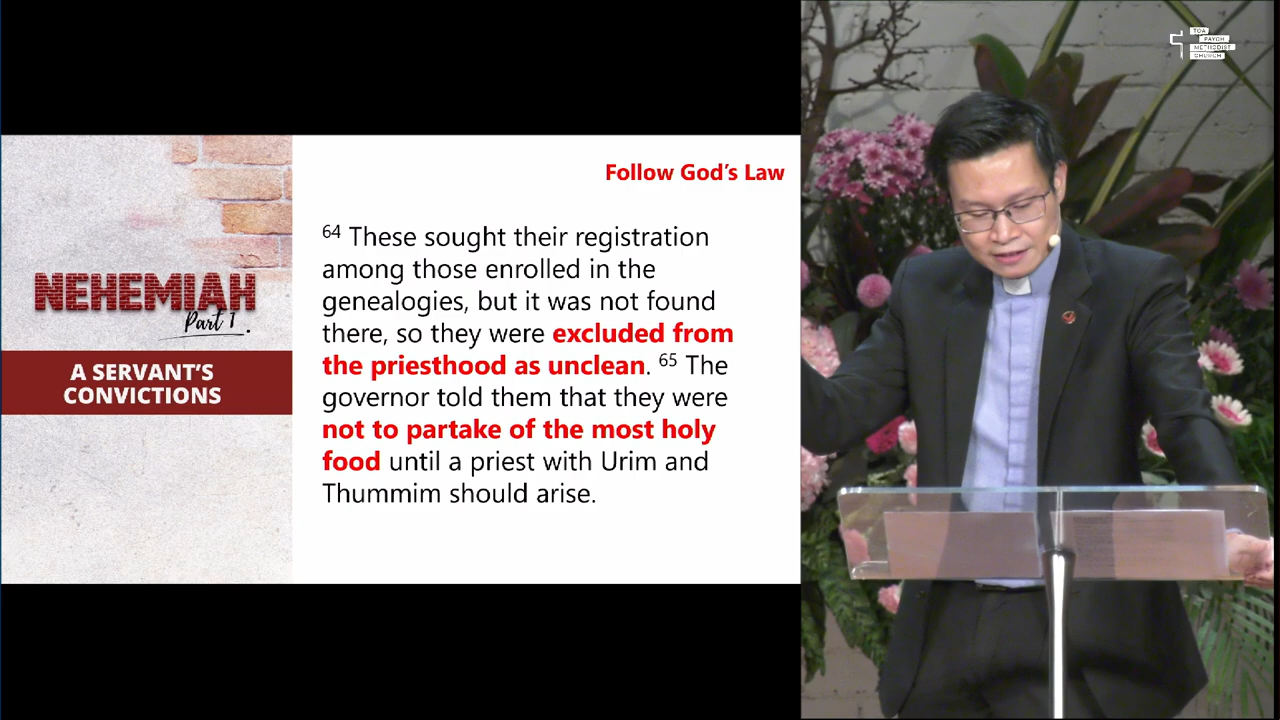 TOA
PAYOH
METHODIST
CHURCH
Follow God's Law
NEHEMIAH
Part 1
A SERVANT'S
CONVICTIONS
64 These sought their registration
among those enrolled in the
genealogies, but it was not found
there, so they were excluded from
the priesthood as unclean. 65 The
governor told them that they were
not to partake of the most holy
food until a priest with Urim and
Thummim should arise.